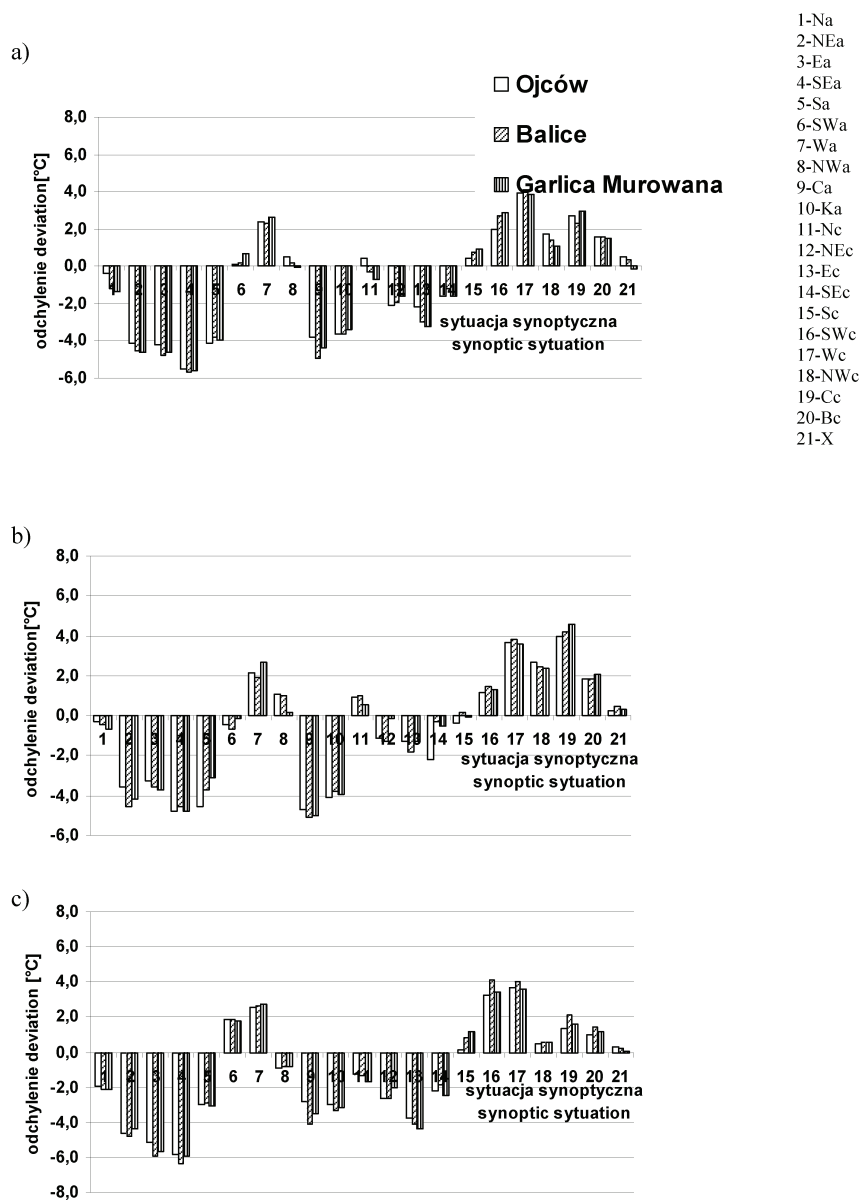 a)
Ojców
Balice
Garlica Murowana
odchylenie deviation[°C]
8,0
6,0
4,0
2,0
0,0
-2,0
-4,0
-6,0
1 2 3 4 5 6 7 8 9 10 11 12 13 14 15 16 17 18 19 20 21
sytuacja synoptyczna
synoptic sytuation
1-Na
2-NEa
3-Ea
4-SEa
5-Sa
6-SWa
7-Wa
8-NWa
9-Ca
10-Ka
11-Nc
12-NEc
13-Ec
14-SEc
15-Sc
16-SWc
17-Wc
18-NWc
19-Cc
20-Bc
21-X
b)
odchylenie deviation[°C]
8,0
6,0
4,0
2,0
0,0
-2,0
-4,0
-6,0
1 2 3 4 5 6 7 8 9 10 11 12 13 14 15 16 17 18 19 20 21
sytuacja synoptyczna
synoptic sytuation
c)
odchylenie deviation [°C]
8,0
6,0
4,0
2,0
0,0
-2,0
-4,0
-6,0
-8,0
1 2 3 4 5 6 7 8 9 10 11 12 13 14 15 16 17 18 19 20 21
sytuacja synoptyczna
synoptic sytuation